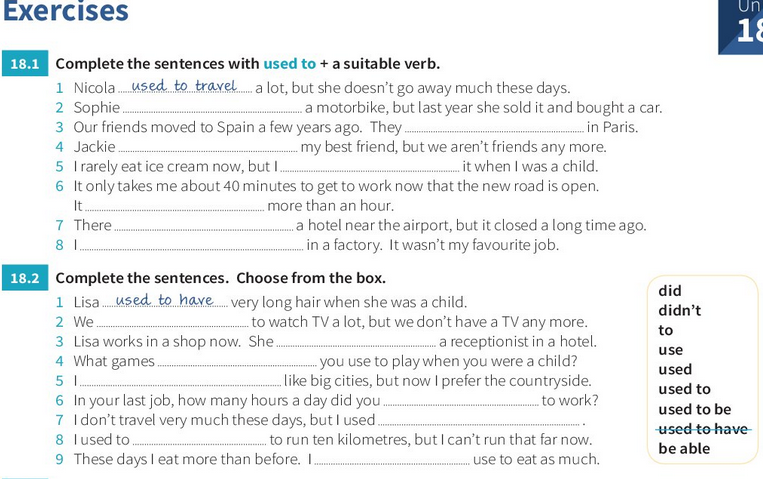 Exercises
18.1 Complete the sentences with used to + a suitable verb.
1 Nicola used to travel a lot, but she doesn't go away much these days.
2 Sophie ........ a motorbike, but last year she sold it and bought a car.
3 Our friends moved to Spain a few years ago. They ........ in Paris.
4 Jackie ........ my best friend, but we aren't friends any more.
5 I rarely eat ice cream now, but I ........ it when I was a child.
6 It only takes me about 40 minutes to get to work now that the new road is open.
It ........ more than an hour.
7 There ........ a hotel near the airport, but it closed a long time ago.
8 I ........ in a factory. It wasn't my favourite job.
18.2 Complete the sentences. Choose from the box.
1 Lisa used to have very long hair when she was a child.
2 We ........ to watch TV a lot, but we don't have a TV any more.
3 Lisa works in a shop now. She ........ a receptionist in a hotel.
4 What games ........ you use to play when you were a child?
5 I ........ like big cities, but now I prefer the countryside.
6 In your last job, how many hours a day did you ........ to work?
7 I don't travel very much these days, but I used ........ .
8 I used to ........ to run ten kilometres, but I can't run that far now.
9 These days I eat more than before. I ........ use to eat as much.
did
didn't
to
use
used
used to
used to be
used to have
be able